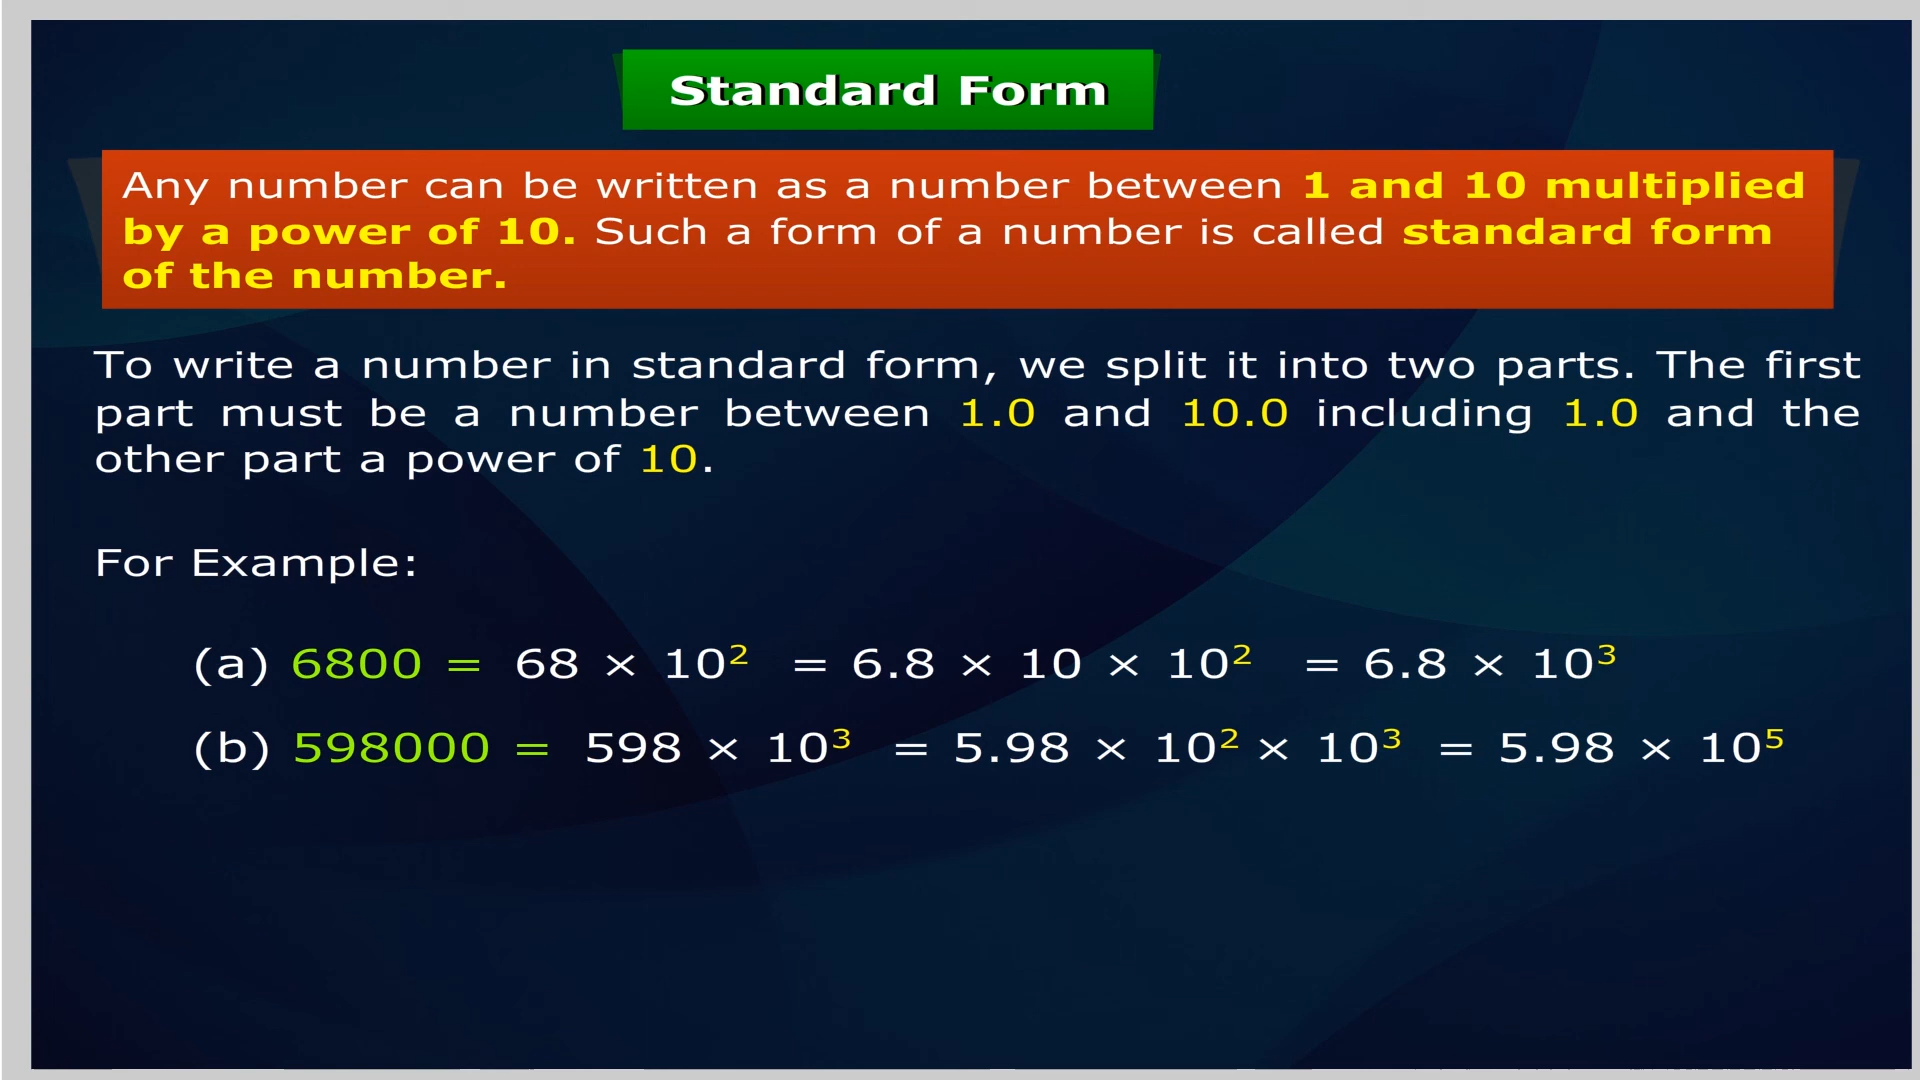 Standard Form
Any number can be written as a number between 1 and 10 multiplied
by a power of 10. Such a form of a number is called standard form
of the number.
To write a number in standard form, we split it into two parts. The first
part must be a number between 1.0 and 10.0 including 1.0 and the
other part a power of 10.
For Example:
(a) 6800 = 68 × 10² = 6.8 × 10 × 10² = 6.8 × 10³
(b) 598000 = 598 × 10³ = 5.98 × 10² × 10³ = 5.98 × 10⁵